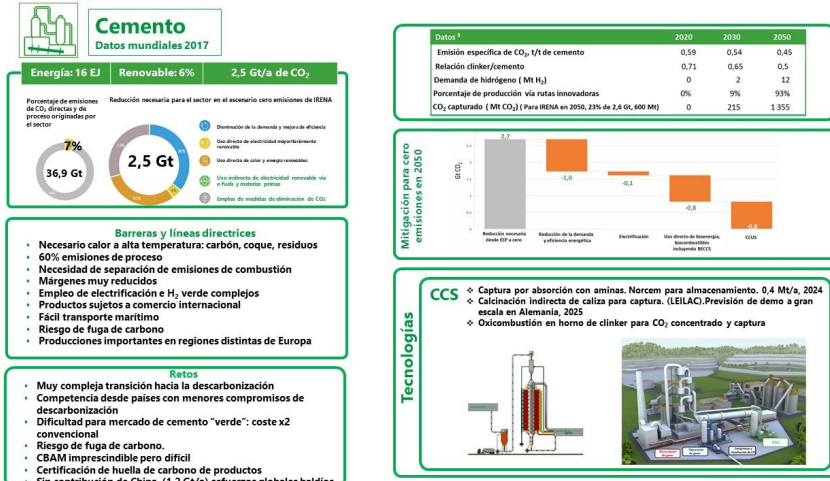 Cemento
Datos mundiales 2017
Energía: 16 EJ
Renovable: 6%
2,5 Gt/a de CO₂
Porcentaje de emisiones
de CO₂ directas y de
proceso originadas por
el sector
Reducción necesaria para el sector en el escenario cero emisiones de IRENA
7%
36,9 Gt
2,5 Gt
Disminución de la demanda y mejora de eficiencia
Uso directo de electricidad mayoritariamente
renovable
Uso directo de calor y energía renovables
Uso indirecto de electricidad renovable vía
e fuels y materias primas
Empleo de medidas de eliminación de CO2
Barreras y líneas directrices
• Necesario calor a alta temperatura: carbón, coque, residuos
• 60% emisiones de proceso
• Necesidad de separación de emisiones de combustión
• Márgenes muy reducidos
• Empleo de electrificación e H₂ verde complejos
• Productos sujetos a comercio internacional
• Fácil transporte marítimo
• Riesgo de fuga de carbono
• Producciones importantes en regiones distintas de Europa
Retos
• Muy compleja transición hacia la descarbonización
• Competencia desde países con menores compromisos de
descarbonización
• Dificultad para mercado de cemento "verde": coste x2
convencional
• Riesgo de fuga de carbono.
• CBAM imprescindible pero difícil
• Certificación de huella de carbono de productos
• Sin contribución de China (1,2 Gt/a) esfuerzos globales baldíos
Datos ³ 2020 2030 2050
Emisión específica de CO₂, t/t de cemento 0,59 0,54 0,45
Relación clinker/cemento 0,71 0,65 0,5
Demanda de hidrógeno ( Mt H₂) 0 2 12
Porcentaje de producción vía rutas innovadoras 0% 9% 93%
CO₂ capturado ( Mt CO₂) ( Para IRENA en 2050, 23% de 2,6 Gt, 600 Mt) 0 215 1 355
Mitigación para cero
emisiones en 2050
Gt CO₂
2,7
-1,0
-0,1
-0,8
-0,8
Reducción necesaria
desde EEP a cero
Reducción de la demanda
y eficiencia energética
Electrificación
Uso directo de bioenergía,
biocombustibles
incluyendo BECCS
CCUS
Tecnologías
CCS
❖ Captura por absorción con aminas. Norcem para almacenamiento. 0,4 Mt/a, 2024
❖ Calcinación indirecta de caliza para captura. (LEILAC).Previsión de demo a gran
escala en Alemania, 2025
❖ Oxicombustión en horno de clinker para CO₂ concentrado y captura
ASU